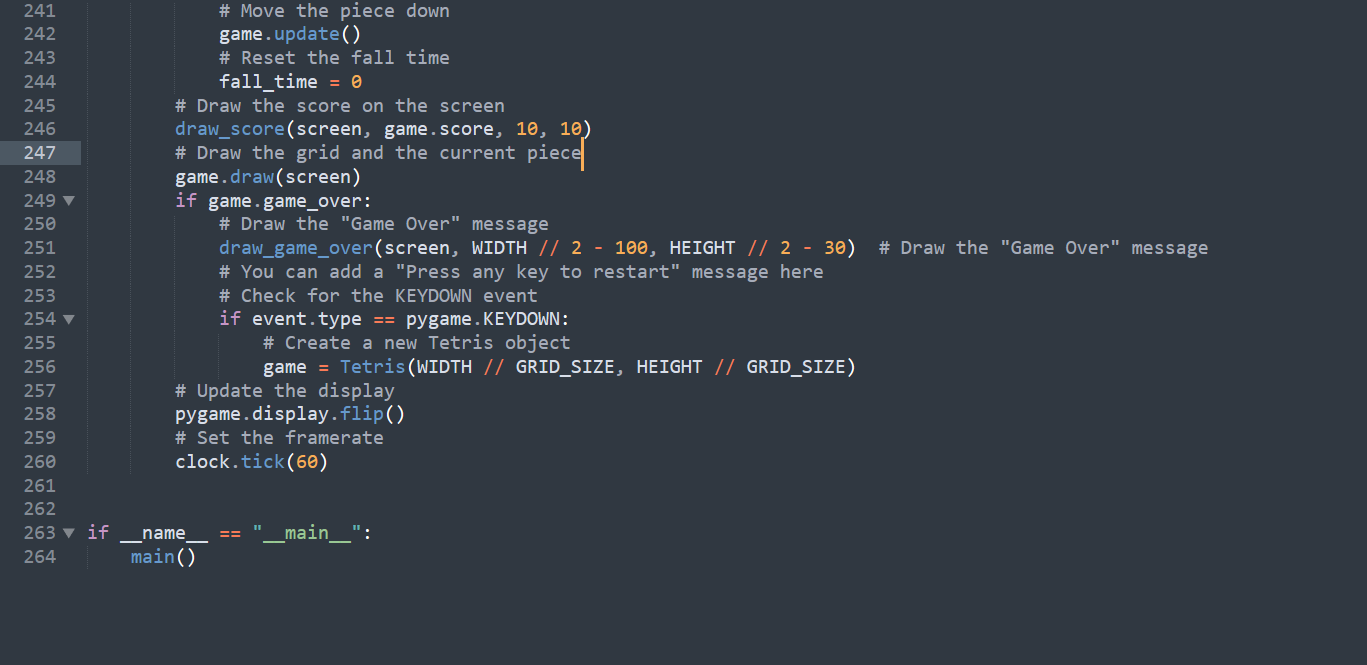 241 # Move the piece down
242 game.update()
243 # Reset the fall time
244 fall_time = 0
245 # Draw the score on the screen
246 draw_score(screen, game.score, 10, 10)
247 # Draw the grid and the current piece
248 game.draw(screen)
249 if game.game_over:
250 # Draw the "Game Over" message
251 draw_game_over(screen, WIDTH // 2 - 100, HEIGHT // 2 - 30)  # Draw the "Game Over" message
252 # You can add a "Press any key to restart" message here
253 # Check for the KEYDOWN event
254 if event.type == pygame.KEYDOWN:
255 # Create a new Tetris object
256 game = Tetris(WIDTH // GRID_SIZE, HEIGHT // GRID_SIZE)
257 # Update the display
258 pygame.display.flip()
259 # Set the framerate
260 clock.tick(60)
261
262
263 if __name__ == "__main__":
264 main()